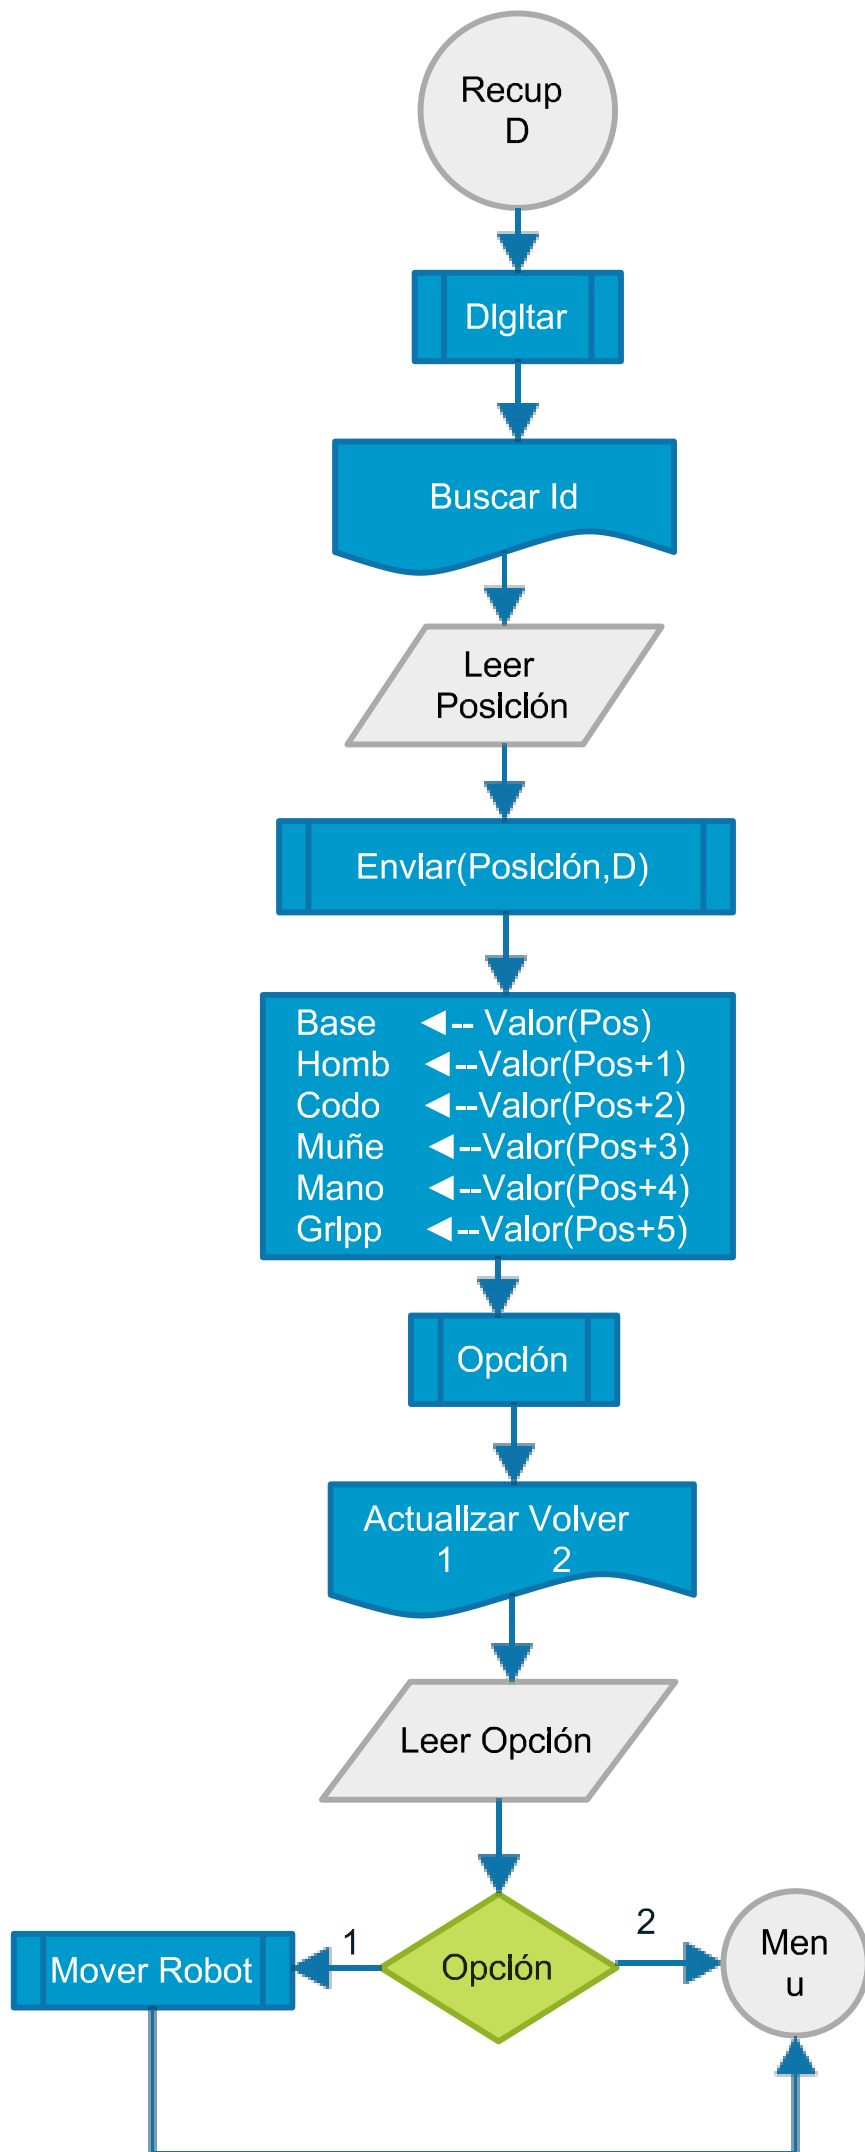 Recup
D
Digitar
Buscar Id
Leer
Posición
Enviar(Posición,D)
Base ◄-- Valor(Pos)
Homb ◄--Valor(Pos+1)
Codo ◄--Valor(Pos+2)
Muñe ◄--Valor(Pos+3)
Mano ◄--Valor(Pos+4)
Gripp ◄--Valor(Pos+5)
Opción
Actualizar Volver
1 2
Leer Opción
1
2
Mover Robot
Opción
Men
u